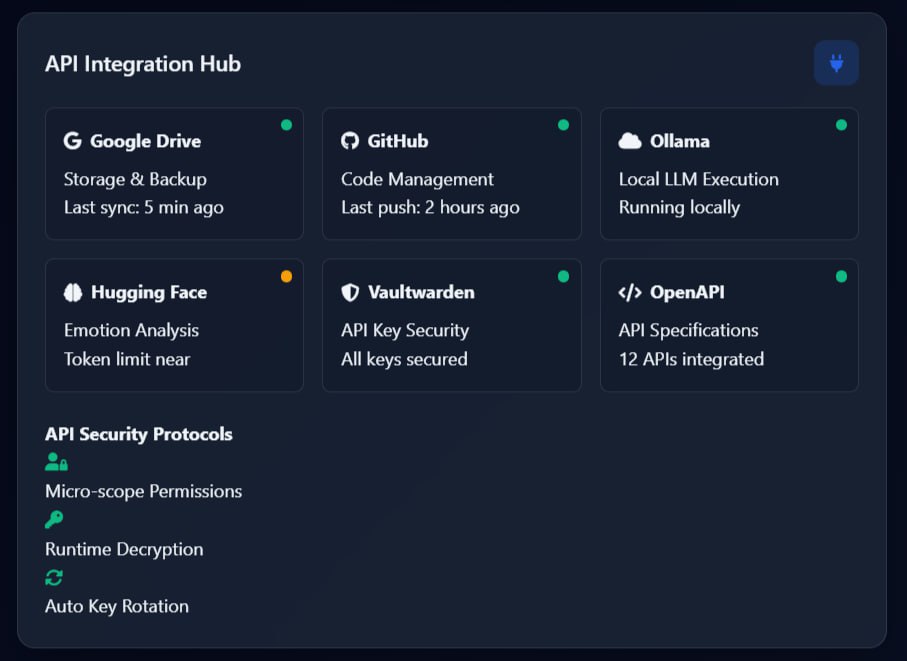 API Integration Hub
Google Drive
Storage & Backup
Last sync: 5 min ago
GitHub
Code Management
Last push: 2 hours ago
Ollama
Local LLM Execution
Running locally
Hugging Face
Emotion Analysis
Token limit near
Vaultwarden
API Key Security
All keys secured
OpenAPI
API Specifications
12 APIs integrated
API Security Protocols
Micro-scope Permissions
Runtime Decryption
Auto Key Rotation